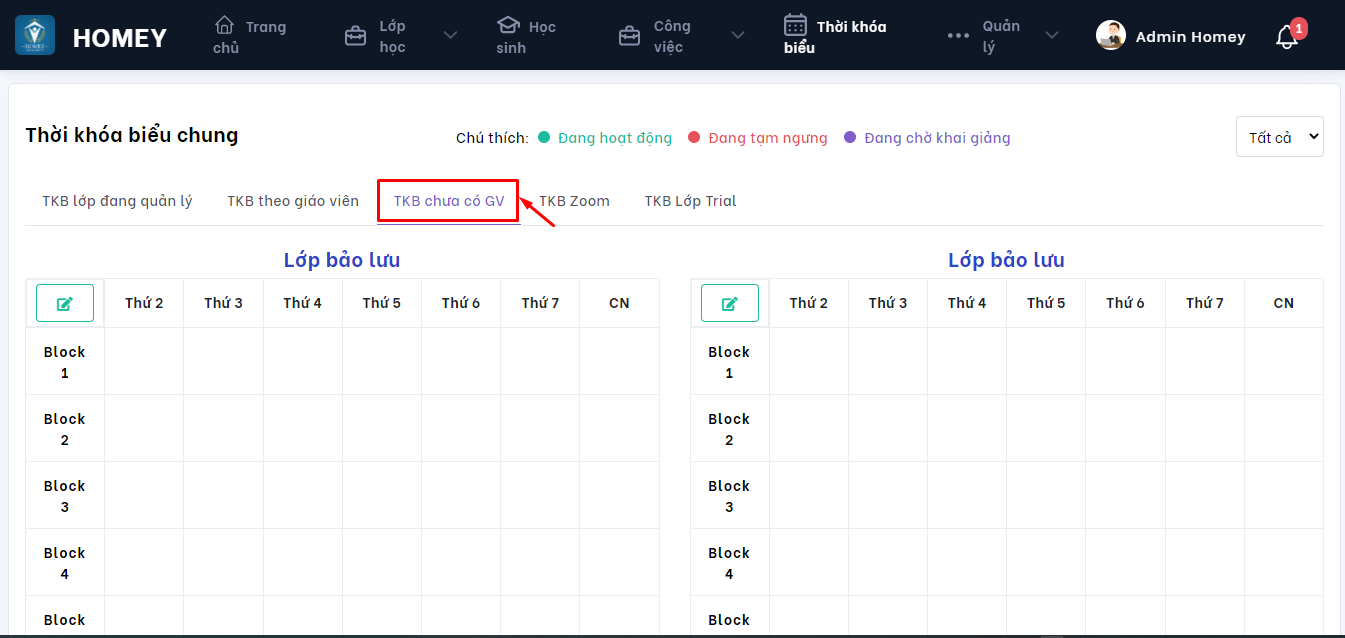 HOMEY
Trang chủ
Lớp học
Học sinh
Công việc
Thời khóa biểu
Quản lý
Admin Homey
1
Thời khóa biểu chung
Chú thích: Đang hoạt động Đang tạm ngưng Đang chờ khai giảng
Tất cả
TKB lớp đang quản lý TKB theo giáo viên TKB chưa có GV TKB Zoom TKB Lớp Trial
Lớp bảo lưu
Thứ 2 Thứ 3 Thứ 4 Thứ 5 Thứ 6 Thứ 7 CN
Block
1
Block
2
Block
3
Block
4
Block
Lớp bảo lưu
Thứ 2 Thứ 3 Thứ 4 Thứ 5 Thứ 6 Thứ 7 CN
Block
1
Block
2
Block
3
Block
4
Block